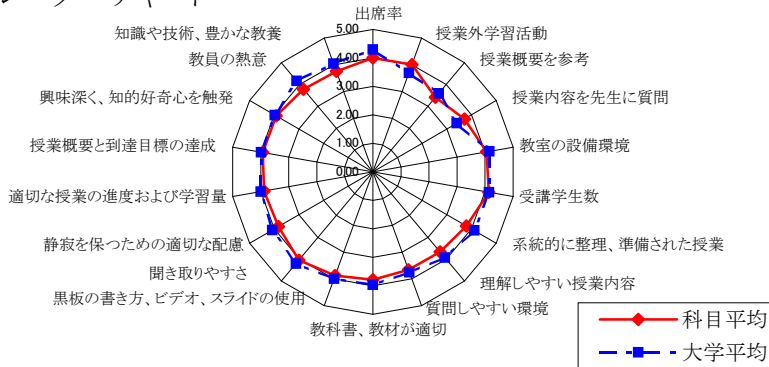 出席率
授業外学習活動
授業概要を参考
授業内容を先生に質問
教室の設備環境
受講学生数
系統的に整理、準備された授業
理解しやすい授業内容
質問しやすい環境
教科書、教材が適切
黒板の書き方、ビデオ、スライドの使用
聞き取りやすさ
静寂を保つための適切な配慮
適切な授業の進度および学習量
授業概要と到達目標の達成
興味深く、知的好奇心を触発
教員の熱意
知識や技術、豊かな教養
5.00
4.00
3.00
2.00
1.00
0.00
科目平均
大学平均